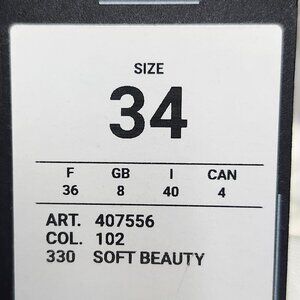 SIZE
34
F GB I CAN
36 8 40 4
ART. 407556
COL. 102
330 SOFT BEAUTY